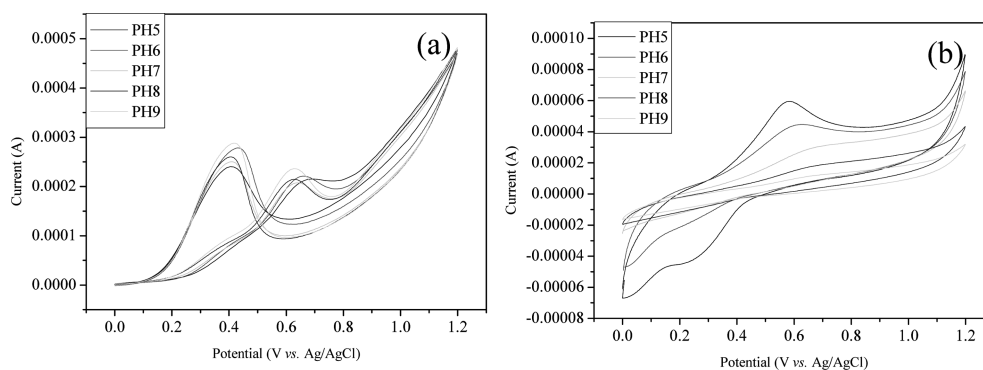 (a)
PH5
PH6
PH7
PH8
PH9
0.0005
0.0004
0.0003
0.0002
0.0001
0.0000
Current (A)
0.0 0.2 0.4 0.6 0.8 1.0 1.2
Potential (V vs. Ag/AgCl)
(b)
PH5
PH6
PH7
PH8
PH9
0.00010
0.00008
0.00006
0.00004
0.00002
0.00000
-0.00002
-0.00004
-0.00006
-0.00008
Current (A)
0.0 0.2 0.4 0.6 0.8 1.0 1.2
Potential (V vs. Ag/AgCl)